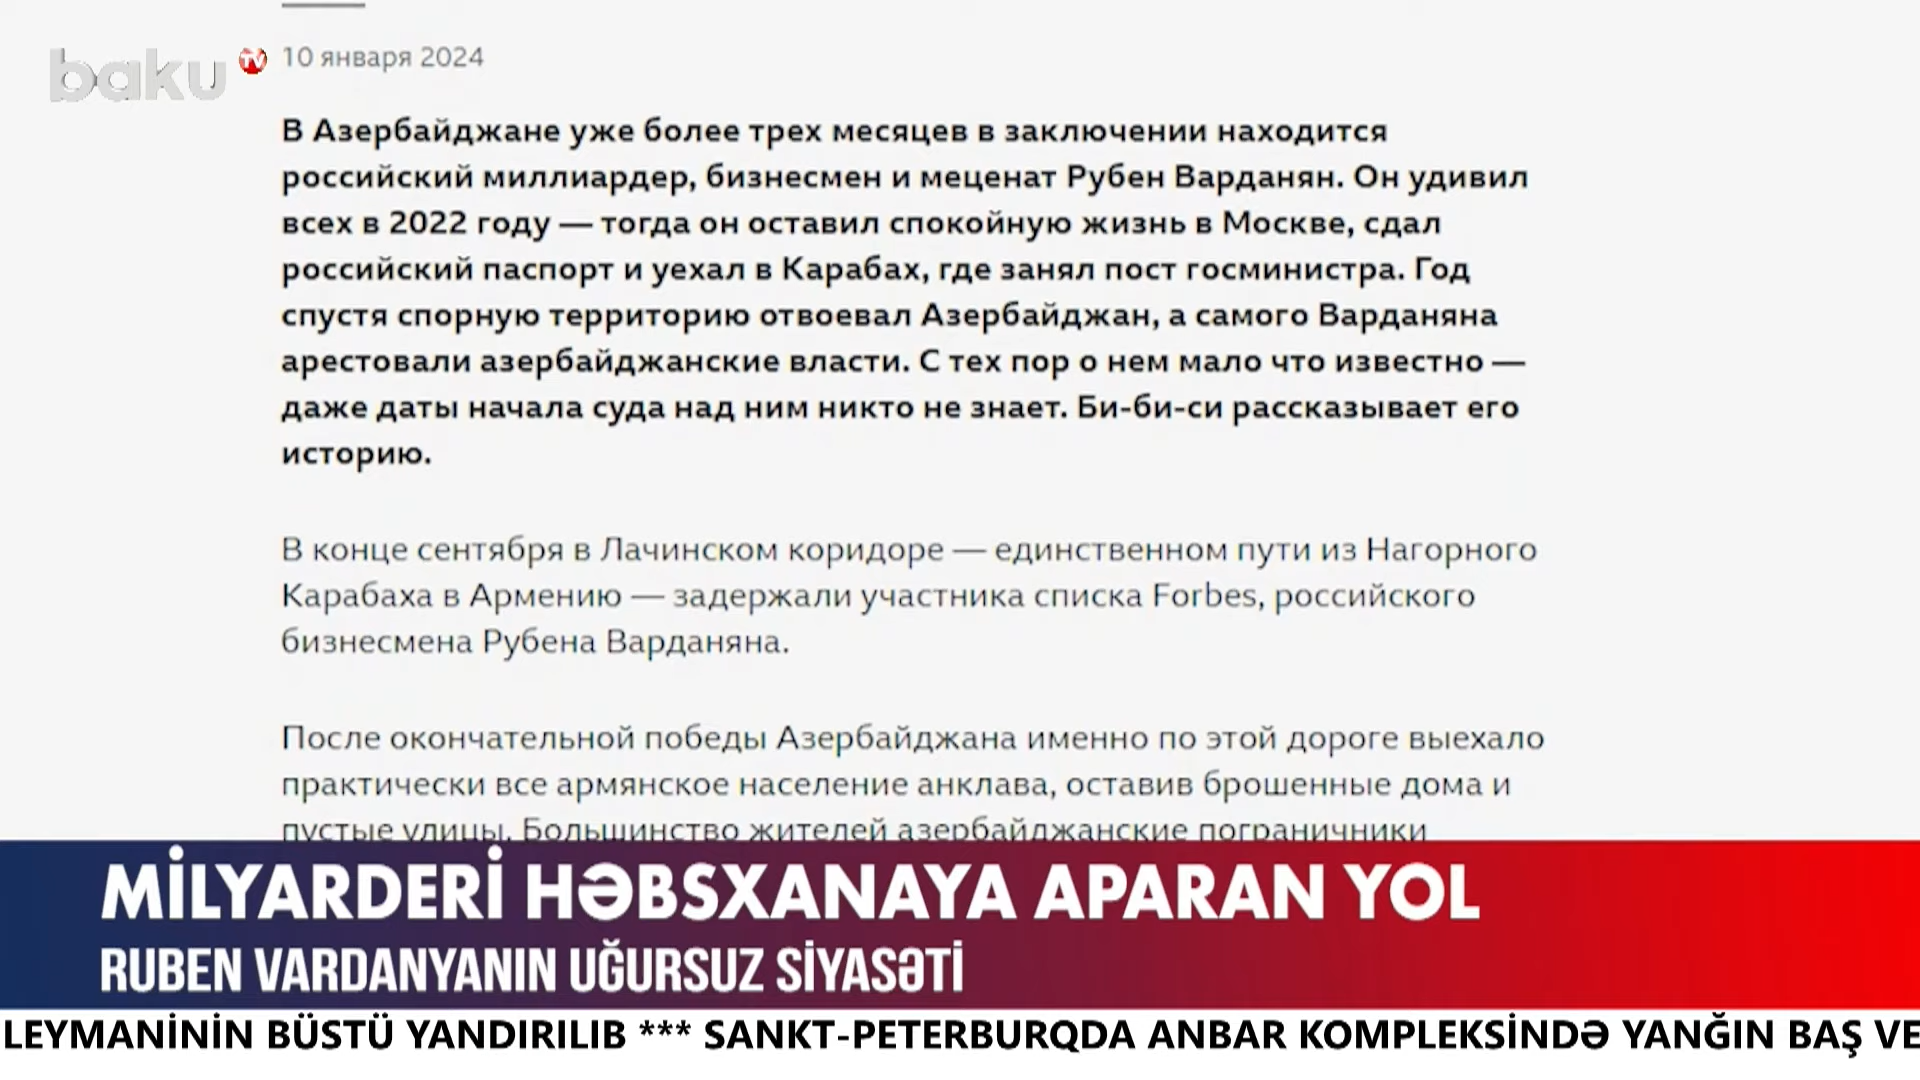 baku TV
10 января 2024
В Азербайджане уже более трех месяцев в заключении находится
российский миллиардер, бизнесмен и меценат Рубен Варданян. Он удивил
всех в 2022 году — тогда он оставил спокойную жизнь в Москве, сдал
российский паспорт и уехал в Карабах, где занял пост госминистра. Год
спустя спорную территорию отвоевал Азербайджан, а самого Варданяна
арестовали азербайджанские власти. С тех пор о нем мало что известно —
даже даты начала суда над ним никто не знает. Би-би-си рассказывает его
историю.
В конце сентября в Лачинском коридоре — единственном пути из Нагорного
Карабаха в Армению — задержали участника списка Forbes, российского
бизнесмена Рубена Варданяна.
После окончательной победы Азербайджана именно по этой дороге выехало
практически все армянское население анклава, оставив брошенные дома и
пустые улицы. Большинство жителей азербайджанские пограничники
MİLYARDERİ HƏBSXANAYA APARAN YOL
RUBEN VARDANYANIN UĞURSUZ SİYASƏTİ
LEYMANİNİN BÜSTÜ YANDIRILIB *** SANKT-PETERBURQDA ANBAR KOMPLEKSİNDƏ YANĞIN BAŞ VE